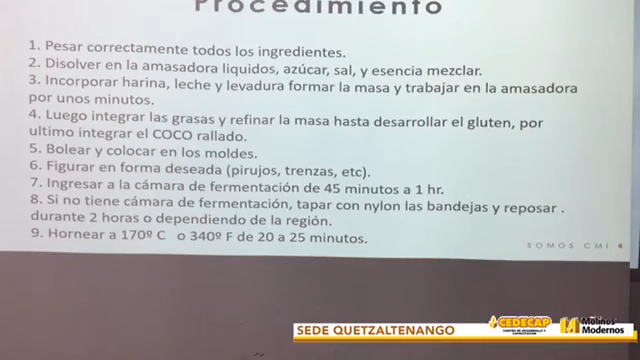 Procedimiento
1. Pesar correctamente todos los ingredientes.
2. Disolver en la amasadora liquidos, azúcar, sal, y esencia mezclar.
3. Incorporar harina, leche y levadura formar la masa y trabajar en la amasadora
por unos minutos.
4. Luego integrar las grasas y refinar la masa hasta desarrollar el gluten, por
ultimo integrar el COCO rallado.
5. Bolear y colocar en los moldes.
6. Figurar en forma deseada (pirujos, trenzas, etc).
7. Ingresar a la cámara de fermentación de 45 minutos a 1 hr.
8. Si no tiene cámara de fermentación, tapar con nylon las bandejas y reposar .
durante 2 horas o dependiendo de la región.
9. Hornear a 170º C o 340º F de 20 a 25 minutos.
SOMOS CMI 4
SEDE QUETZALTENANGO
CEDECAP
CENTRO DE DESARROLLO Y
CAPACITACIÓN
Molinos
Modernos